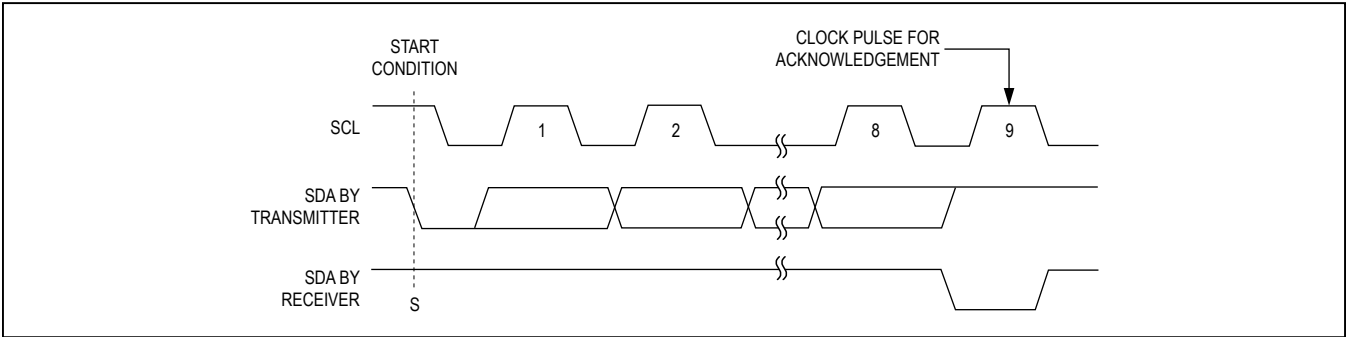 START
CONDITION
CLOCK PULSE FOR
ACKNOWLEDGEMENT
SCL
1
2
8
9
SDA BY
TRANSMITTER
SDA BY
RECEIVER
S